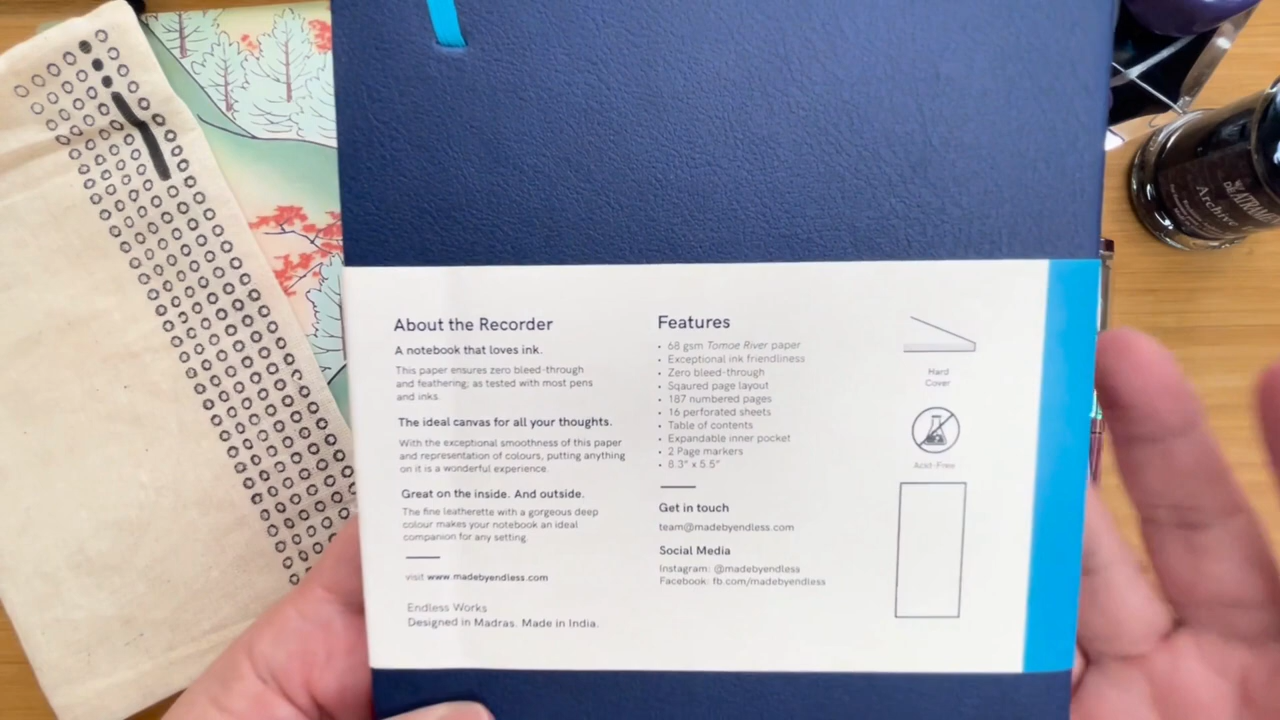 About the Recorder
A notebook that loves ink.
This paper ensures zero bleed-through
and feathering; as tested with most pens
and inks.
The ideal canvas for all your thoughts.
With the exceptional smoothness of this paper
and representation of colours, putting anything
on it is a wonderful experience.
Great on the inside. And outside.
The fine leatherette with a gorgeous deep
colour makes your notebook an ideal
companion for any setting.
visit www.madebyendless.com
Endless Works
Designed in Madras. Made in India.
Features
• 68 gsm Tomoe River paper
• Exceptional ink friendliness
• Zero bleed-through
• Sqaured page layout
• 187 numbered pages
• 16 perforated sheets
• Table of contents
• Expandable inner pocket
• 2 Page markers
• 8.3" x 5.5"
Get in touch
team@madebyendless.com
Social Media
Instagram: @madebyendless
Facebook: fb.com/madebyendless
Hard
Cover
Acid-Free
DE ATRAMENTIS
Archive